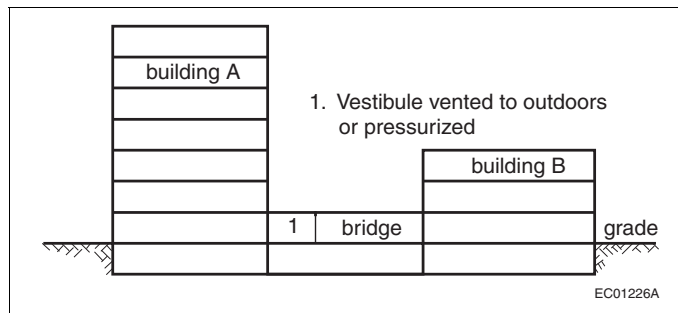 building A
1. Vestibule vented to outdoors
or pressurized
building B
1 bridge grade
EC01226A